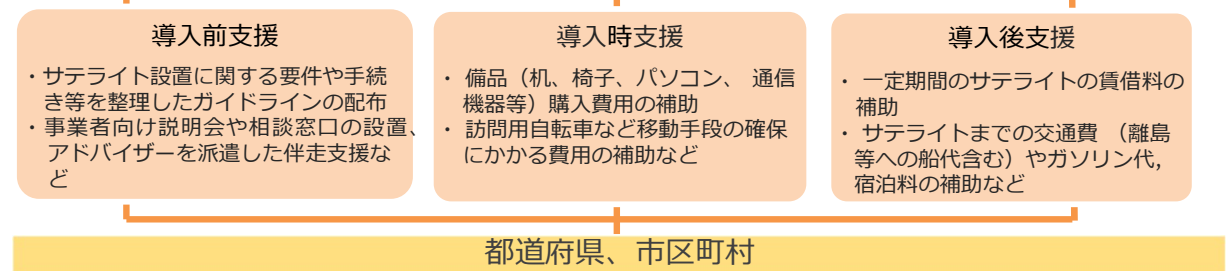 導入前支援
・サテライト設置に関する要件や手続
き等を整理したガイドラインの配布
・事業者向け説明会や相談窓口の設置、
アドバイザーを派遣した伴走支援な
ど
導入時支援
・ 備品（机、椅子、パソコン、 通信
機器等）購入費用の補助
・ 訪問用自転車など移動手段の確保
にかかる費用の補助など
導入後支援
・ 一定期間のサテライトの賃借料の
補助
・ サテライトまでの交通費 （離島
等への船代含む）やガソリン代,
宿泊料の補助など
都道府県、市区町村